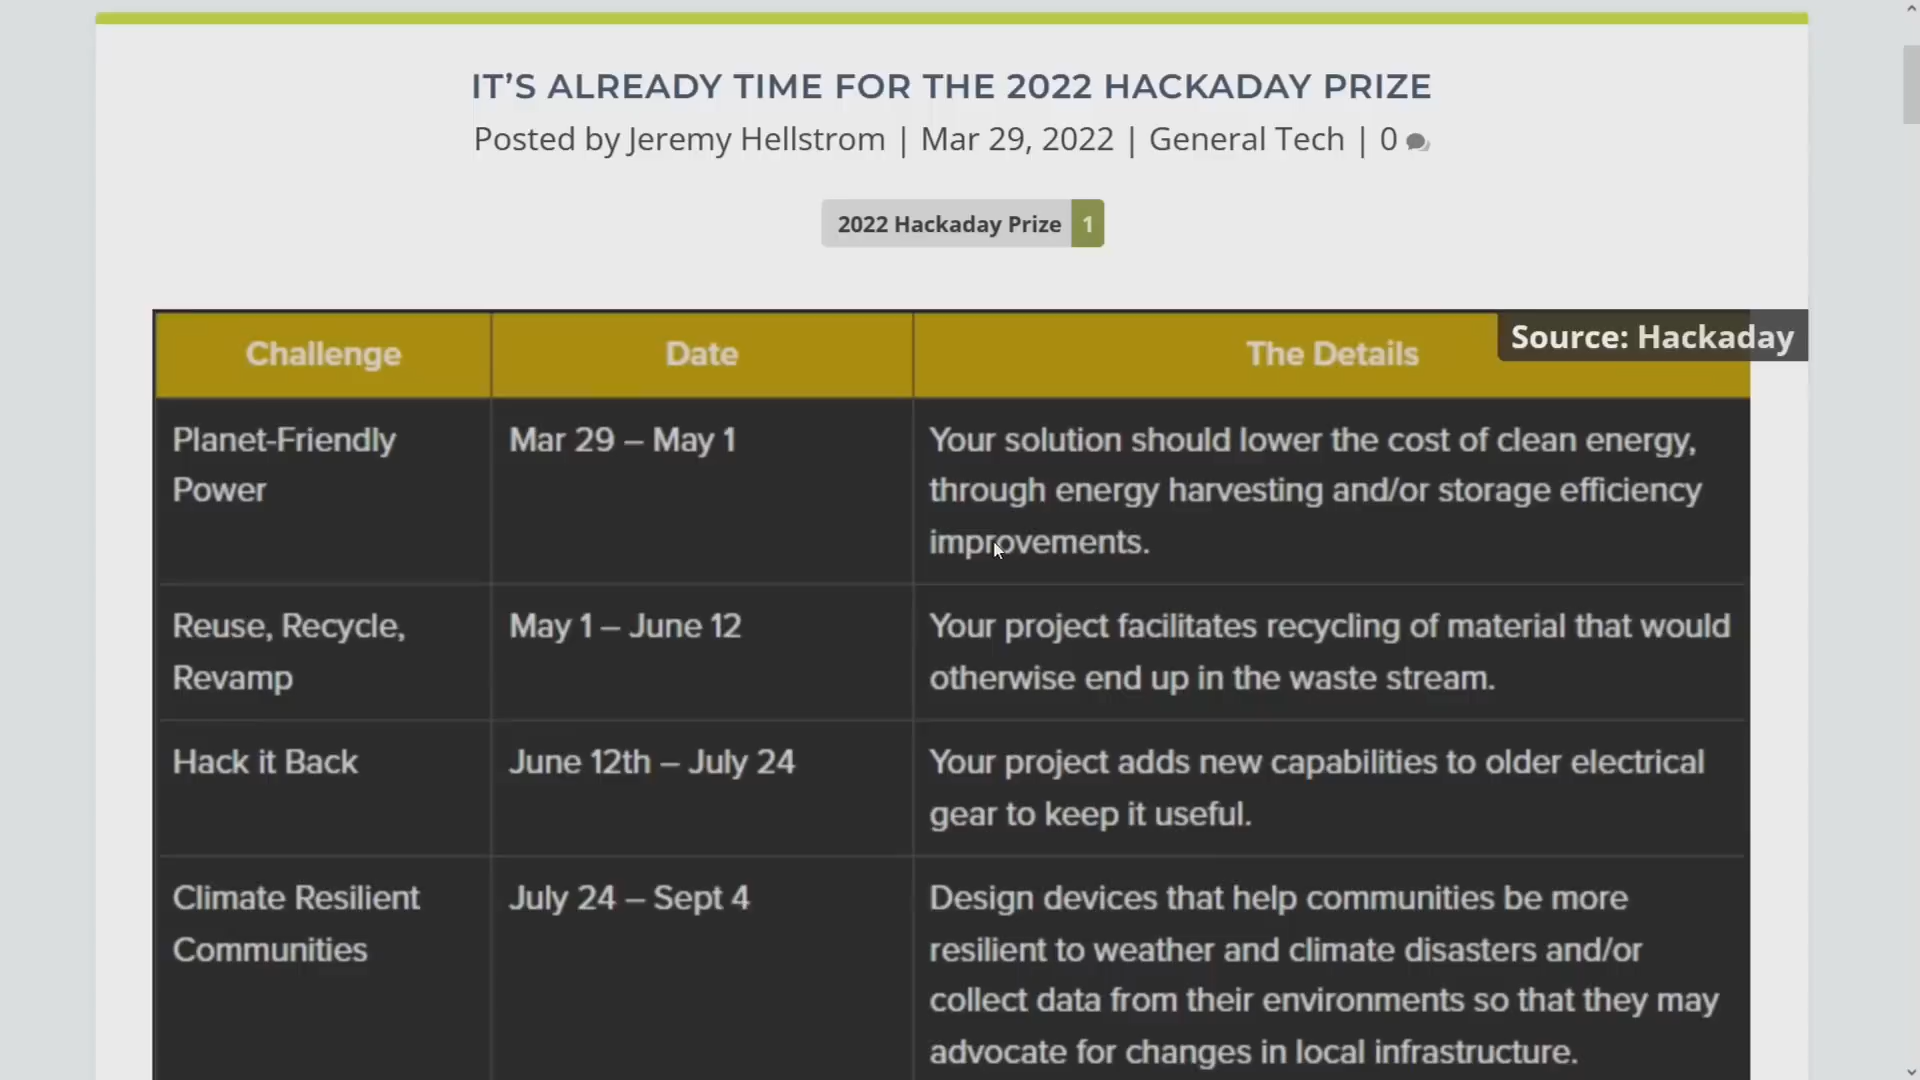 IT’S ALREADY TIME FOR THE 2022 HACKADAY PRIZE
Posted by Jeremy Hellstrom | Mar 29, 2022 | General Tech | 0
2022 Hackaday Prize 1
Source: Hackaday
Challenge Date The Details
Planet-Friendly Mar 29 – May 1 Your solution should lower the cost of clean energy,
Power through energy harvesting and/or storage efficiency
improvements.
Reuse, Recycle, May 1 – June 12 Your project facilitates recycling of material that would
Revamp otherwise end up in the waste stream.
Hack it Back June 12th – July 24 Your project adds new capabilities to older electrical
gear to keep it useful.
Climate Resilient July 24 – Sept 4 Design devices that help communities be more
Communities resilient to weather and climate disasters and/or
collect data from their environments so that they may
advocate for changes in local infrastructure.